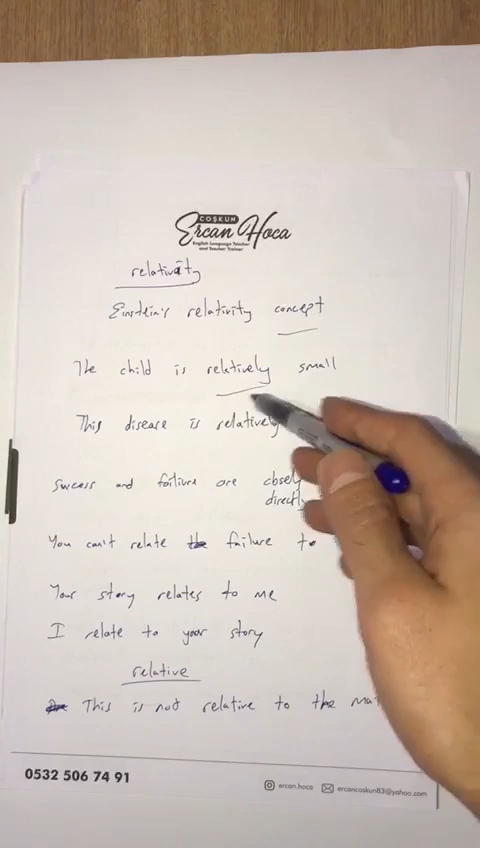 COŞKUN
Ercan Hoca
English Language Teacher
and Teacher Trainer
relativity
Einstein's relativity concept
The child is relatively small
This disease is relatively
success and failure are closely
directly
You can't relate the failure to
Your story relates to me
I relate to your story
relative
This is not relative to the mai
0532 506 74 91
ercan.hoca
ercancoskun83@yahoo.com